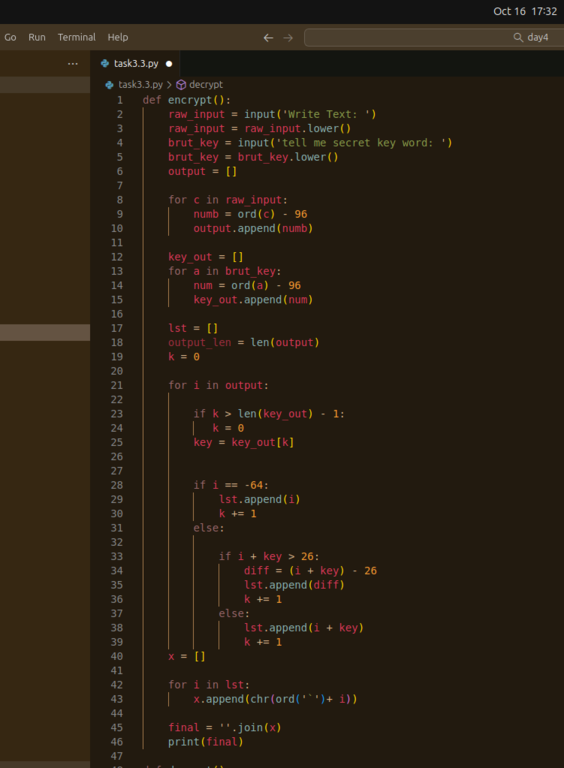 Oct 16 17:32
Go Run Terminal Help ← → day4
... task3.3.py ●
task3.3.py > decrypt
1 def encrypt():
2     raw_input = input('Write Text: ')
3     raw_input = raw_input.lower()
4     brut_key = input('tell me secret key word: ')
5     brut_key = brut_key.lower()
6     output = []
7
8     for c in raw_input:
9         numb = ord(c) - 96
10         output.append(numb)
11
12     key_out = []
13     for a in brut_key:
14         num = ord(a) - 96
15         key_out.append(num)
16
17     lst = []
18     output_len = len(output)
19     k = 0
20
21     for i in output:
22
23         if k > len(key_out) - 1:
24            k = 0
25         key = key_out[k]
26
27
28         if i == -64:
29             lst.append(i)
30             k += 1
31         else:
32
33             if i + key > 26:
34                 diff = (i + key) - 26
35                 lst.append(diff)
36                 k += 1
37             else:
38                 lst.append(i + key)
39                 k += 1
40     x = []
41
42     for i in lst:
43         x.append(chr(ord('`')+ i))
44
45     final = ''.join(x)
46     print(final)
47